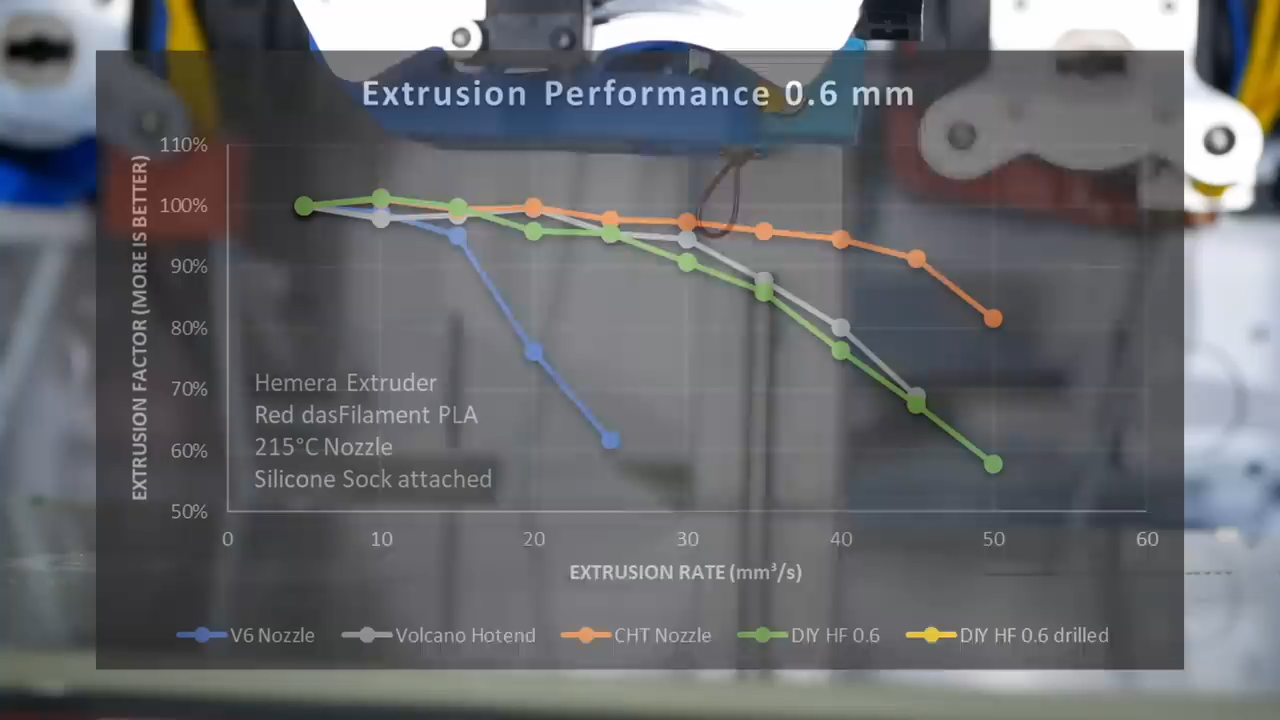 Extrusion Performance 0.6 mm
EXTRUSION FACTOR (MORE IS BETTER)
110%
100%
90%
80%
70%
60%
50%
Hemera Extruder
Red dasFilament PLA
215°C Nozzle
Silicone Sock attached
0 10 20 30 40 50 60
EXTRUSION RATE (mm³/s)
V6 Nozzle Volcano Hotend CHT Nozzle DIY HF 0.6 DIY HF 0.6 drilled